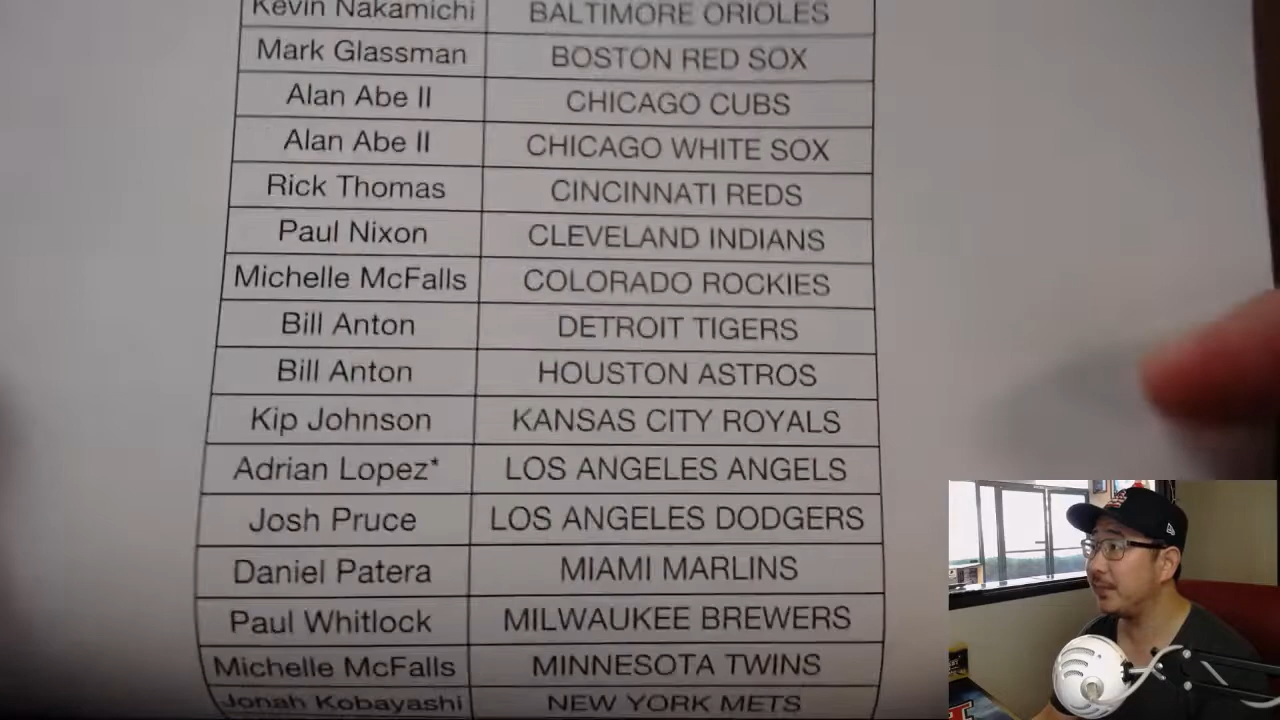 Kevin Nakamichi BALTIMORE ORIOLES
Mark Glassman BOSTON RED SOX
Alan Abe II CHICAGO CUBS
Alan Abe II CHICAGO WHITE SOX
Rick Thomas CINCINNATI REDS
Paul Nixon CLEVELAND INDIANS
Michelle McFalls COLORADO ROCKIES
Bill Anton DETROIT TIGERS
Bill Anton HOUSTON ASTROS
Kip Johnson KANSAS CITY ROYALS
Adrian Lopez* LOS ANGELES ANGELS
Josh Pruce LOS ANGELES DODGERS
Daniel Patera MIAMI MARLINS
Paul Whitlock MILWAUKEE BREWERS
Michelle McFalls MINNESOTA TWINS
Jonah Kobayashi NEW YORK METS